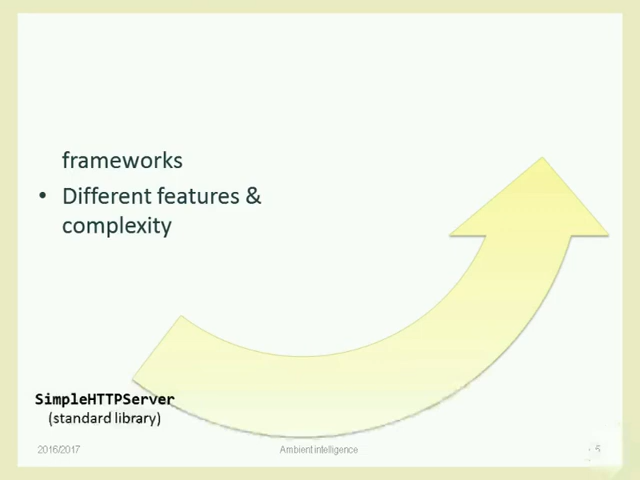 frameworks
• Different features &
complexity
SimpleHTTPServer
(standard library)
2016/2017
Ambient intelligence
5